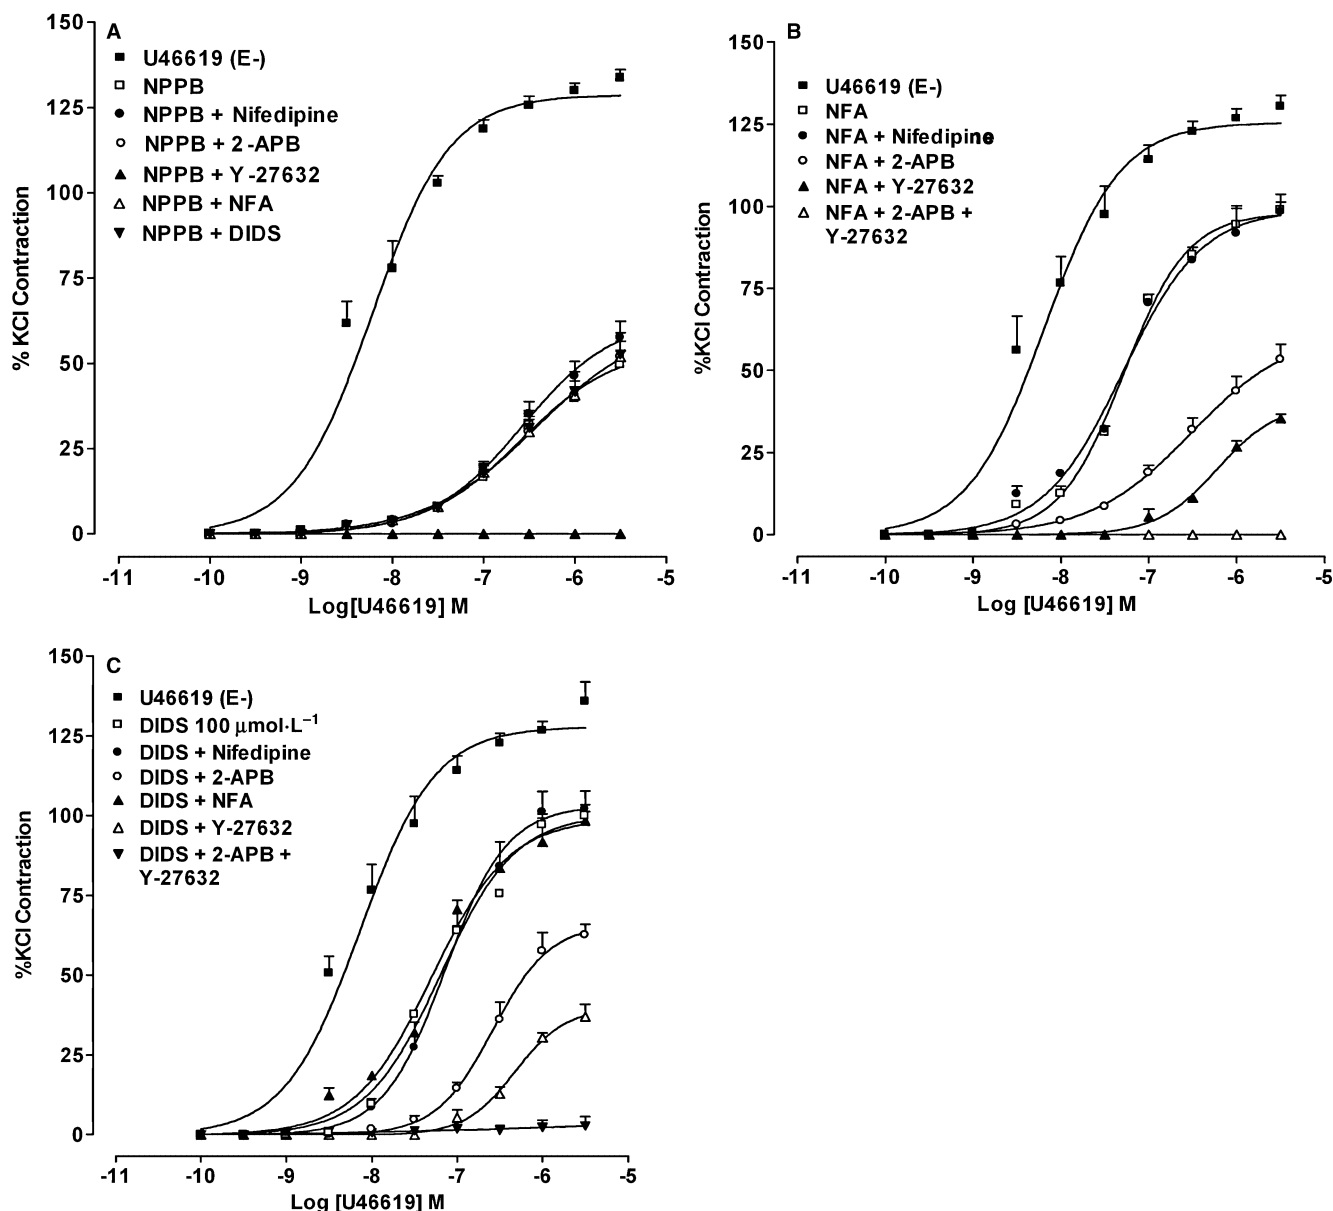 A
U46619 (E-)
NPPB
NPPB + Nifedipine
NPPB + 2-APB
NPPB + Y-27632
NPPB + NFA
NPPB + DIDS
150
125
100
75
50
25
0
% KCl Contraction
-11 -10 -9 -8 -7 -6 -5
Log[U46619] M
B
U46619 (E-)
NFA
NFA + Nifedipine
NFA + 2-APB
NFA + Y-27632
NFA + 2-APB +
Y-27632
150
125
100
75
50
25
0
%KCl Contraction
-11 -10 -9 -8 -7 -6 -5
Log [U46619] M
C
U46619 (E-)
DIDS 100 μmol·L⁻¹
DIDS + Nifedipine
DIDS + 2-APB
DIDS + NFA
DIDS + Y-27632
DIDS + 2-APB +
Y-27632
150
125
100
75
50
25
0
%KCl Contraction
-11 -10 -9 -8 -7 -6 -5
Log [U46619] M